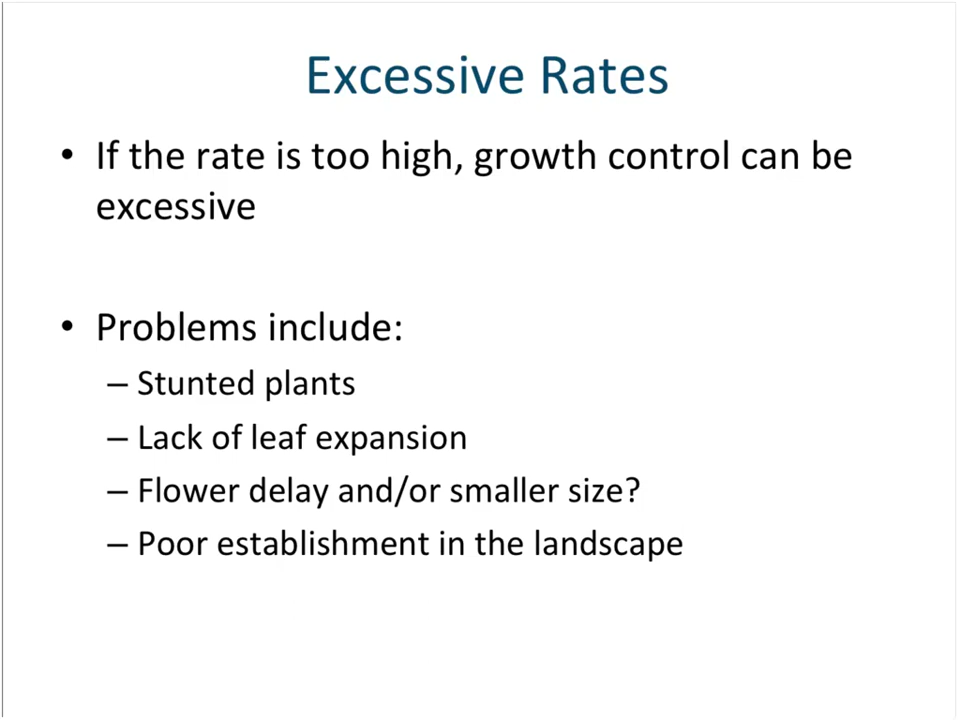 Excessive Rates
• If the rate is too high, growth control can be
excessive
• Problems include:
– Stunted plants
– Lack of leaf expansion
– Flower delay and/or smaller size?
– Poor establishment in the landscape